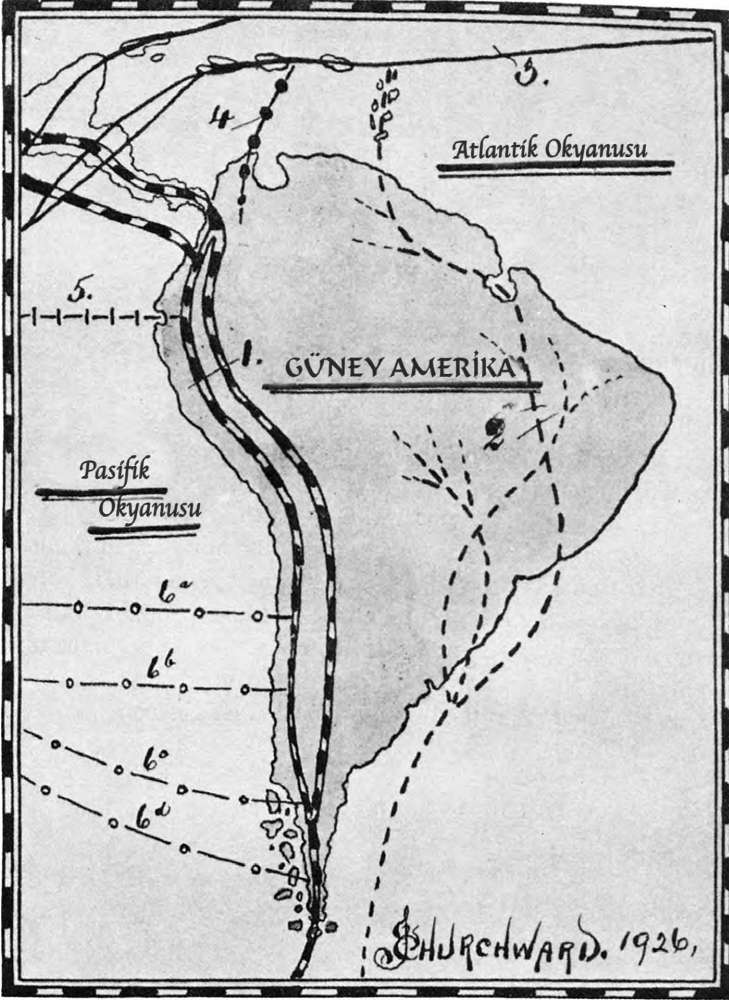 3.
4
Atlantik Okyanusu
5.
1.
GÜNEY AMERİKA
2
Pasifik
Okyanusu
6a
6b
6c
6d
J CHURCHWARD. 1926,